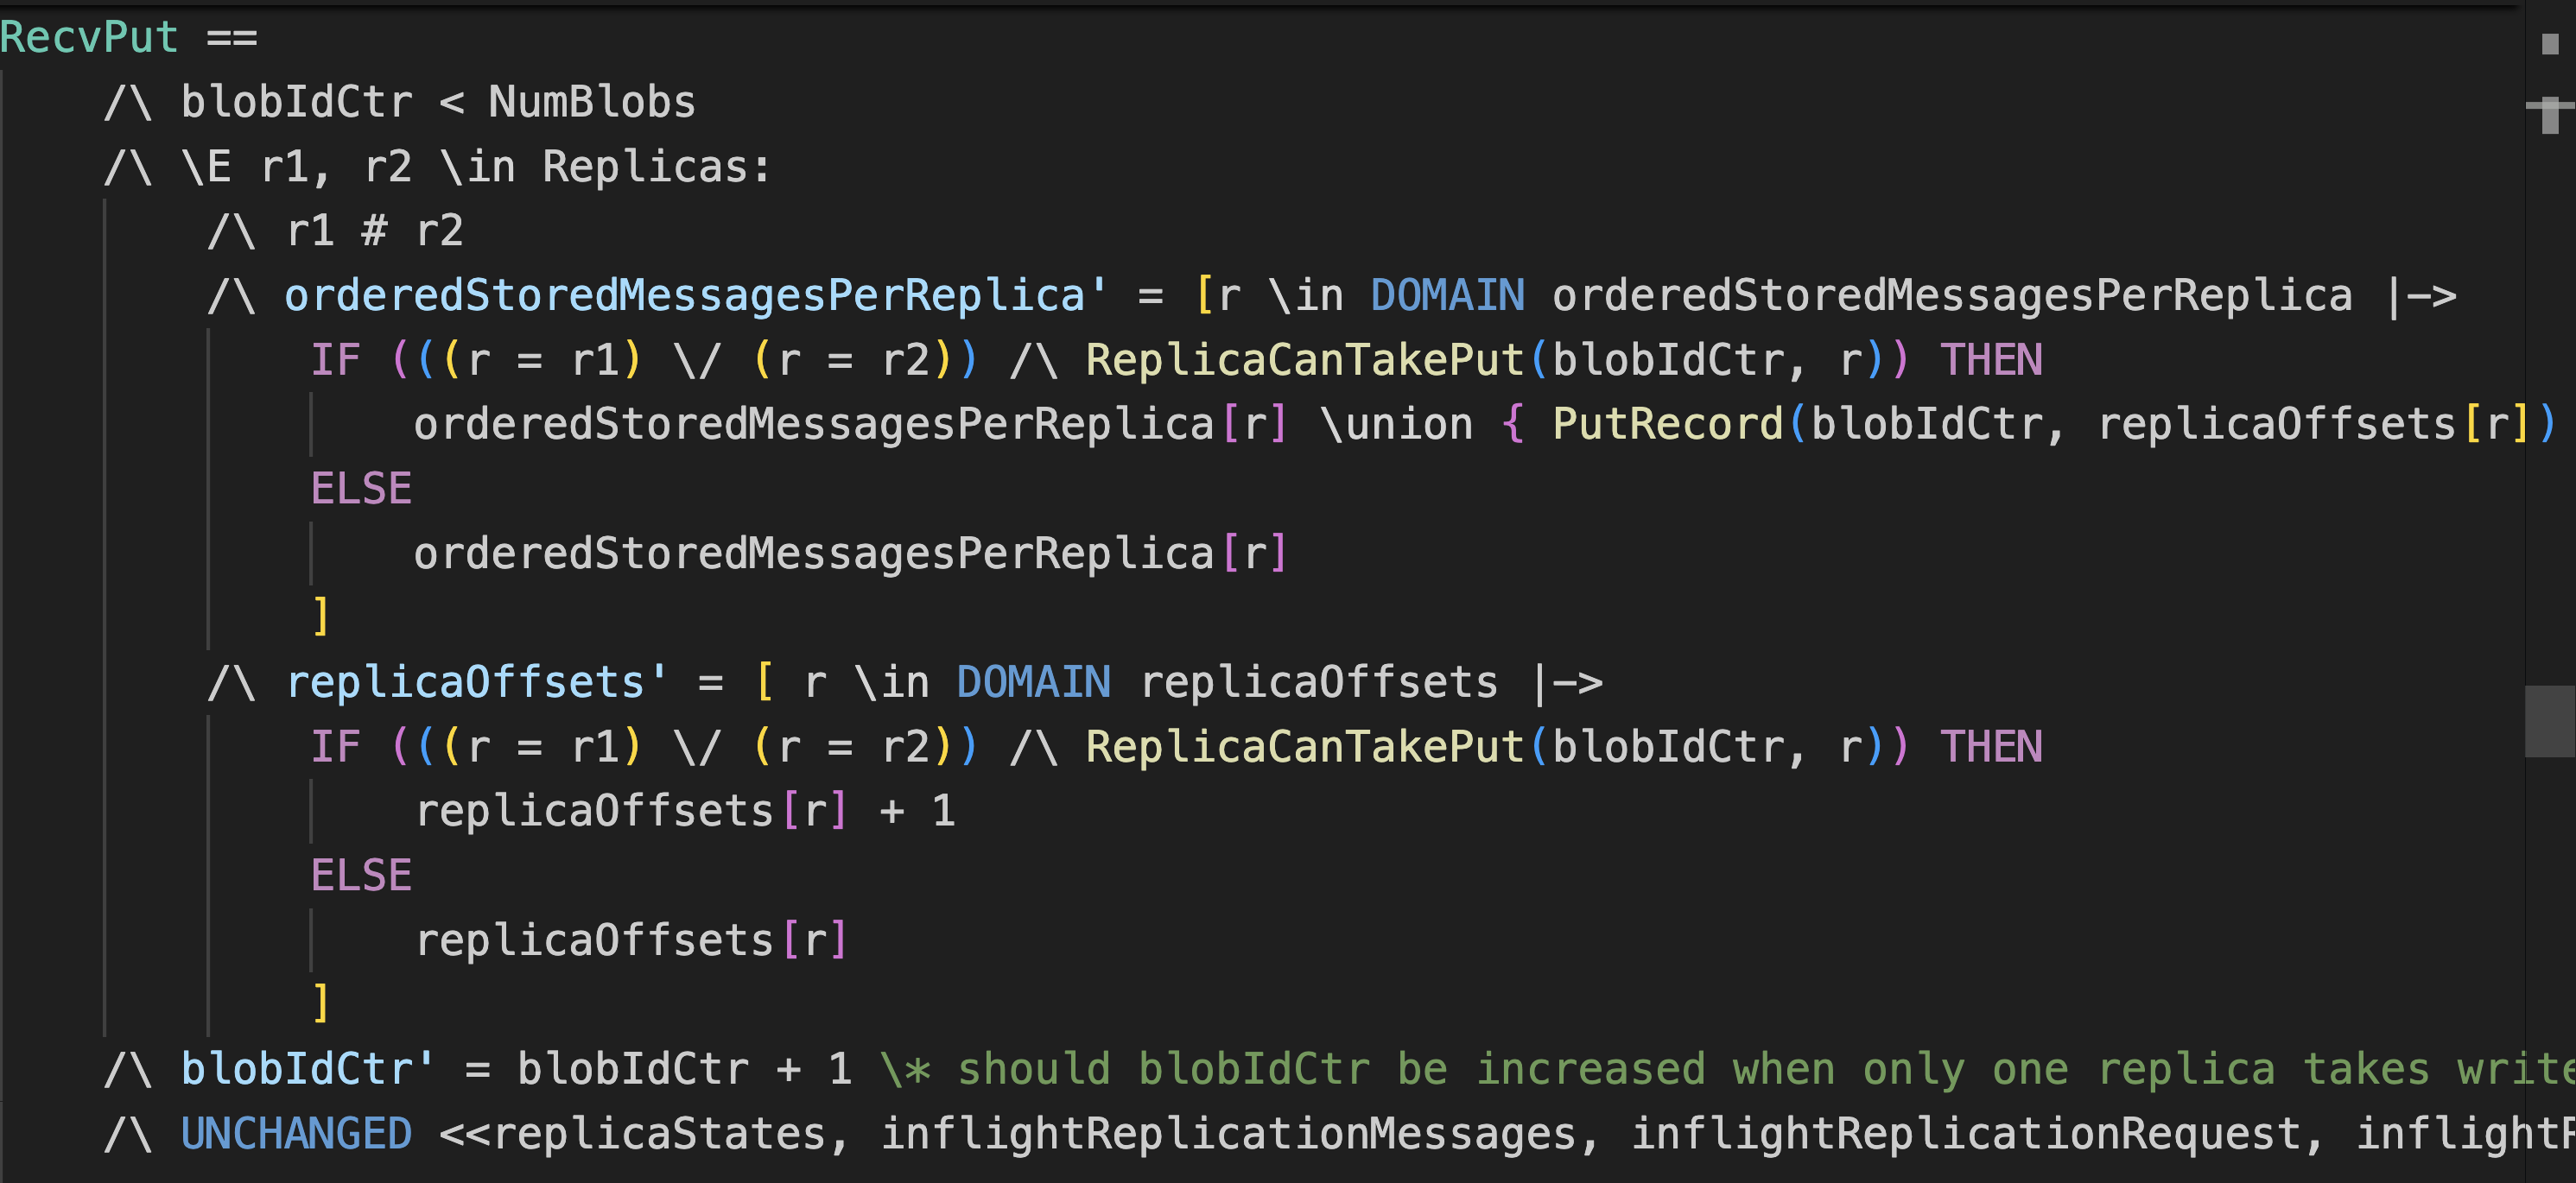 RecvPut ==
/\ blobIdCtr < NumBlobs
/\ \E r1, r2 \in Replicas:
/\ r1 # r2
/\ orderedStoredMessagesPerReplica' = [r \in DOMAIN orderedStoredMessagesPerReplica |->
IF (((r = r1) \/ (r = r2)) /\ ReplicaCanTakePut(blobIdCtr, r)) THEN
orderedStoredMessagesPerReplica[r] \union { PutRecord(blobIdCtr, replicaOffsets[r])
ELSE
orderedStoredMessagesPerReplica[r]
]
/\ replicaOffsets' = [ r \in DOMAIN replicaOffsets |->
IF (((r = r1) \/ (r = r2)) /\ ReplicaCanTakePut(blobIdCtr, r)) THEN
replicaOffsets[r] + 1
ELSE
replicaOffsets[r]
]
/\ blobIdCtr' = blobIdCtr + 1 \* should blobIdCtr be increased when only one replica takes write
/\ UNCHANGED <<replicaStates, inflightReplicationMessages, inflightReplicationRequest,